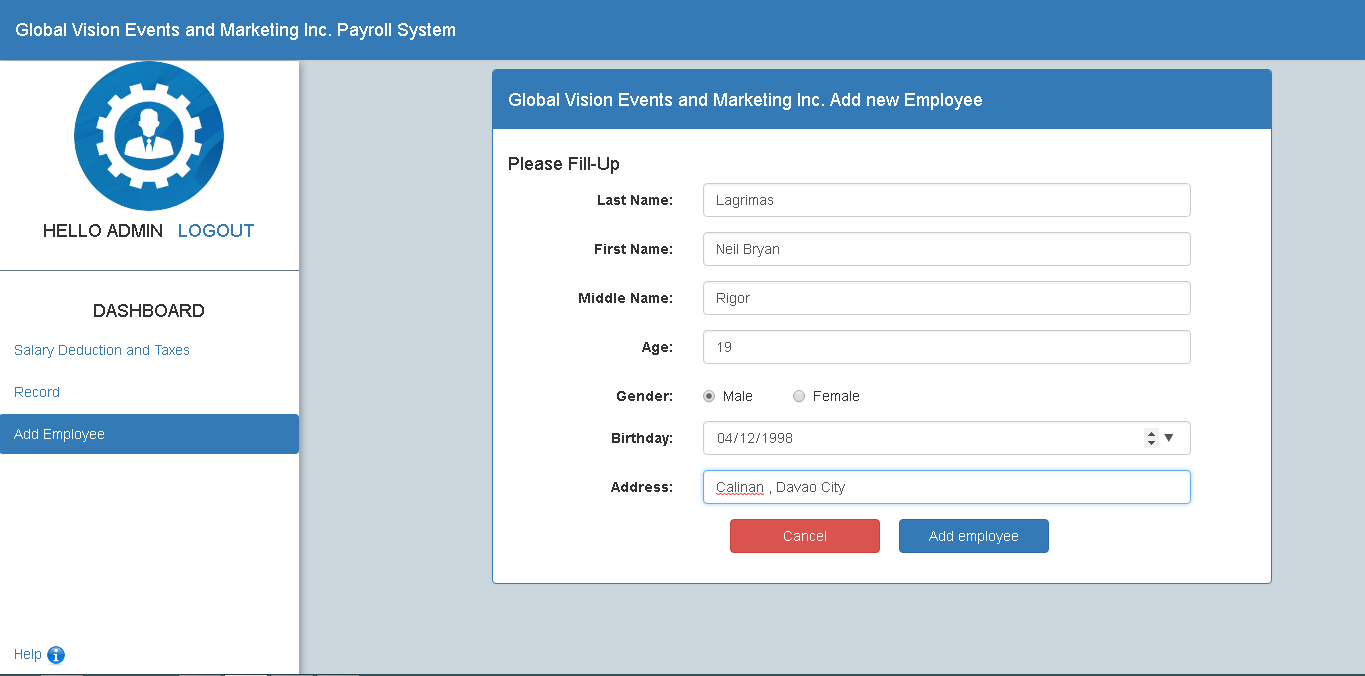 Global Vision Events and Marketing Inc. Payroll System
HELLO ADMIN LOGOUT
DASHBOARD
Salary Deduction and Taxes
Record
Add Employee
Help
Global Vision Events and Marketing Inc. Add new Employee
Please Fill-Up
Last Name: Lagrimas
First Name: Neil Bryan
Middle Name: Rigor
Age: 19
Gender: Male Female
Birthday: 04/12/1998
Address: Calinan , Davao City
Cancel Add employee